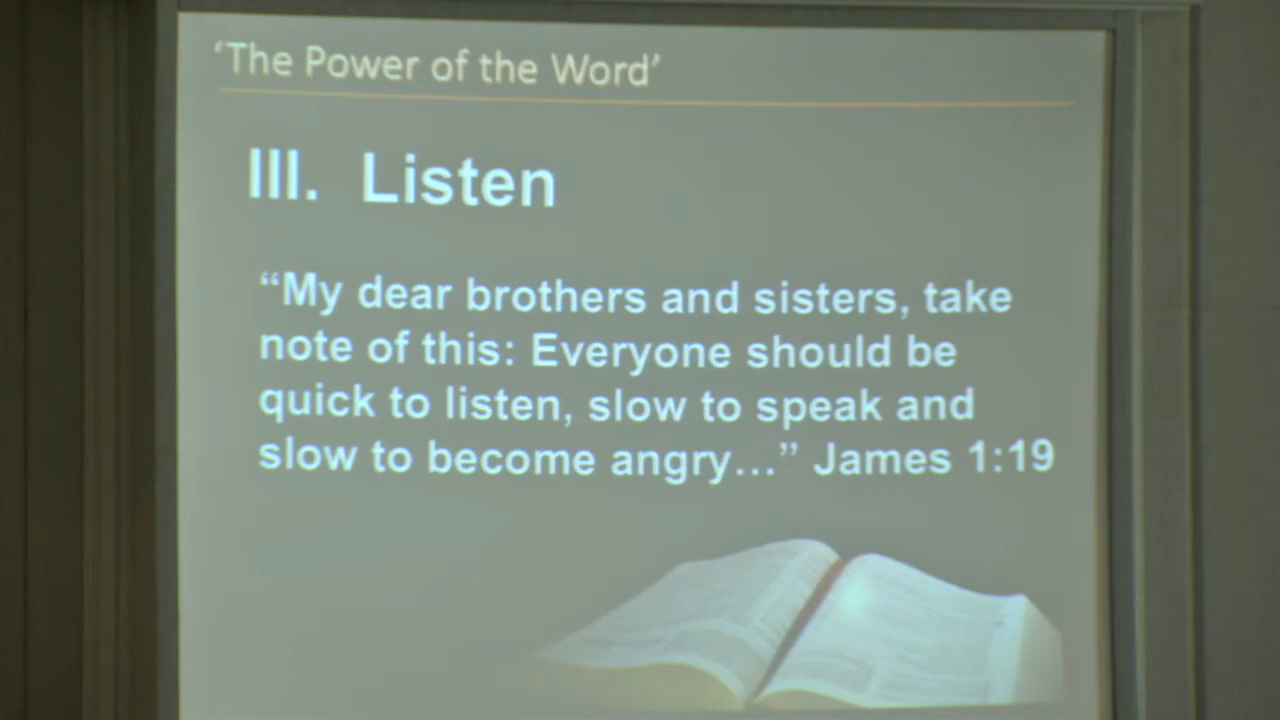 ‘The Power of the Word’
III. Listen
“My dear brothers and sisters, take
note of this: Everyone should be
quick to listen, slow to speak and
slow to become angry...” James 1:19